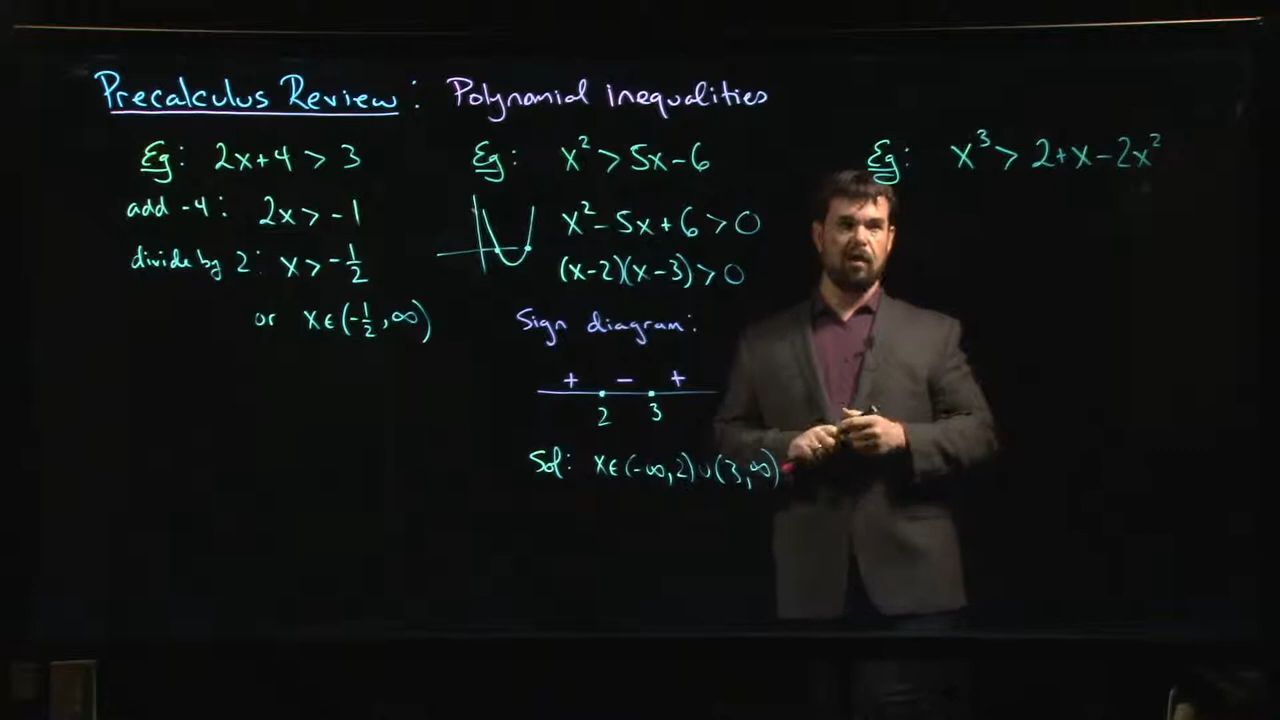 Precalculus Review: Polynomial inequalities
Eg: 2x+4 > 3
add -4: 2x > -1
divide by 2: x > -1/2
or x ∈ (-1/2, ∞)
Eg: x² > 5x-6
x²-5x+6 > 0
(x-2)(x-3) > 0
Sign diagram:
+ - +
2 3
Sol: x ∈ (-∞, 2) ∪ (3, ∞)
Eg: x³ > 2+x-2x²